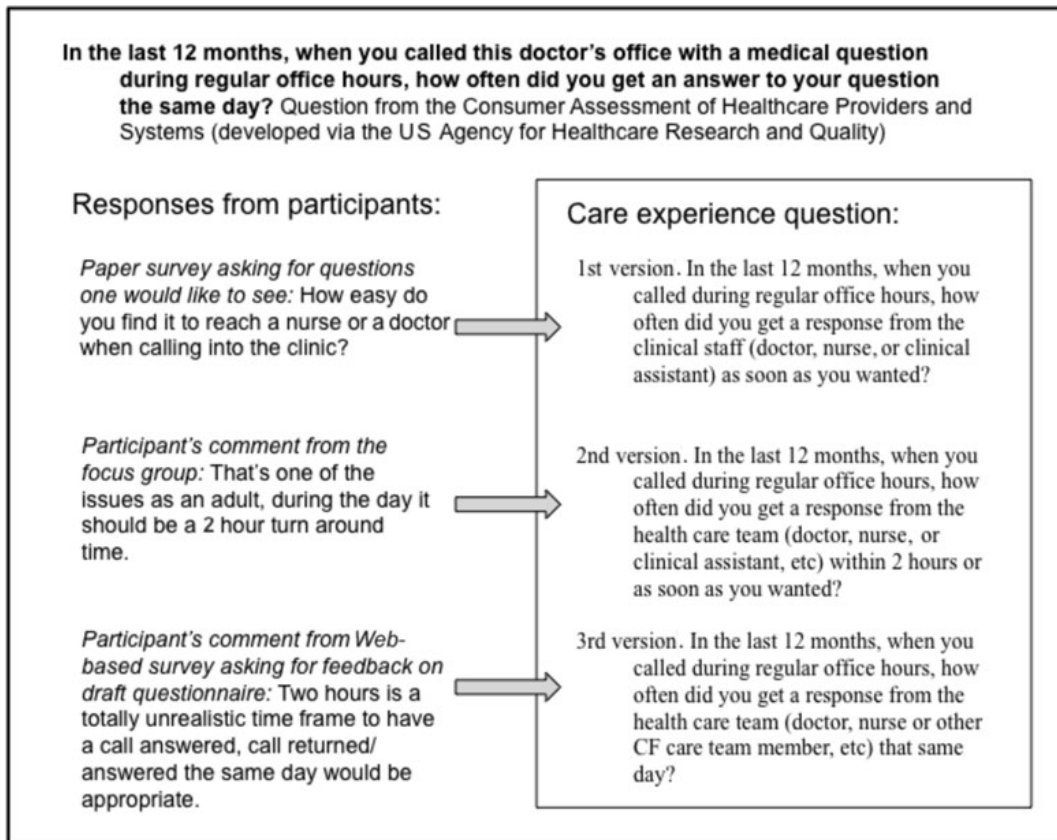 In the last 12 months, when you called this doctor's office with a medical question
during regular office hours, how often did you get an answer to your question
the same day? Question from the Consumer Assessment of Healthcare Providers and
Systems (developed via the US Agency for Healthcare Research and Quality)
Responses from participants:
Paper survey asking for questions
one would like to see: How easy do
you find it to reach a nurse or a doctor
when calling into the clinic?
Participant's comment from the
focus group: That's one of the
issues as an adult, during the day it
should be a 2 hour turn around
time.
Participant's comment from Web-
based survey asking for feedback on
draft questionnaire: Two hours is a
totally unrealistic time frame to have
a call answered, call returned/
answered the same day would be
appropriate.
Care experience question:
1st version. In the last 12 months, when you
called during regular office hours, how
often did you get a response from the
clinical staff (doctor, nurse, or clinical
assistant) as soon as you wanted?
2nd version. In the last 12 months, when you
called during regular office hours, how
often did you get a response from the
health care team (doctor, nurse, or
clinical assistant, etc) within 2 hours or
as soon as you wanted?
3rd version. In the last 12 months, when you
called during regular office hours, how
often did you get a response from the
health care team (doctor, nurse or other
CF care team member, etc) that same
day?